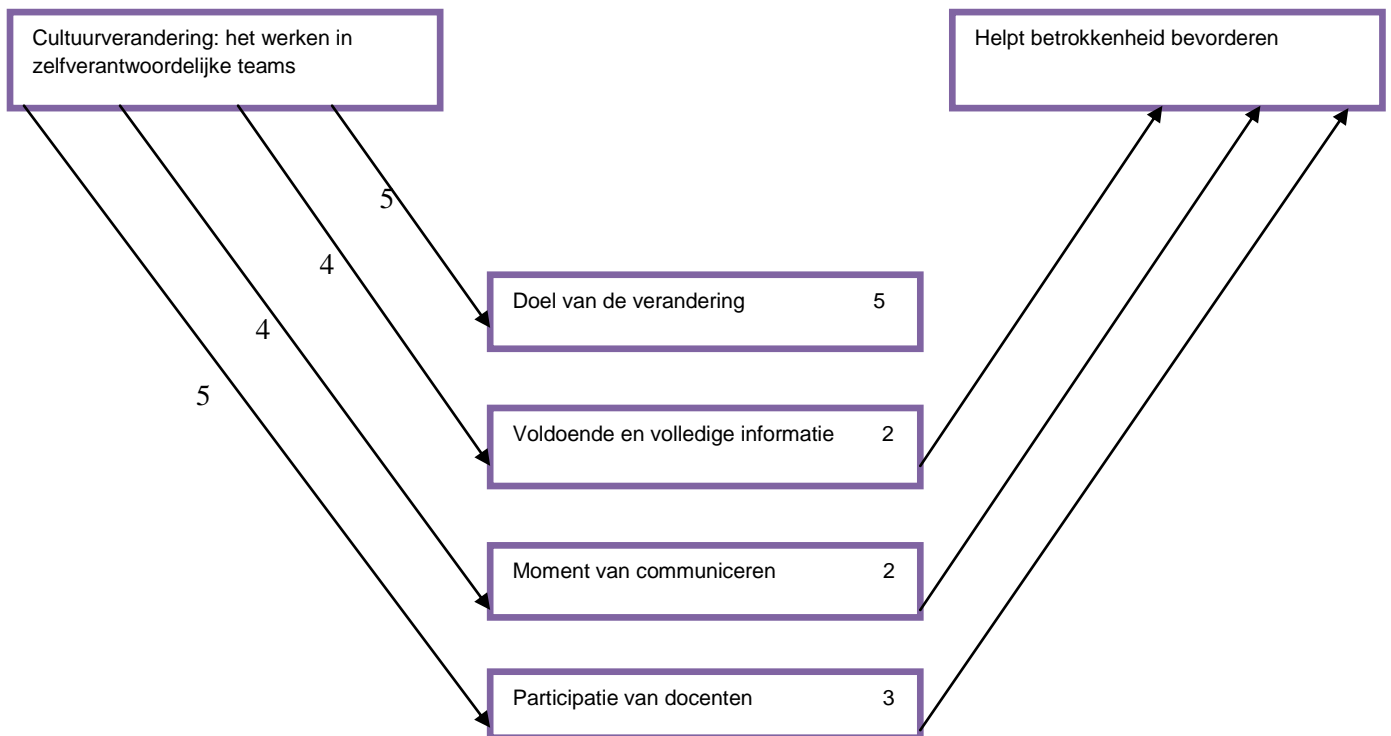 Cultuurverandering: het werken in
zelfverantwoordelijke teams
Helpt betrokkenheid bevorderen
5
4
4
5
Doel van de verandering 5
Voldoende en volledige informatie 2
Moment van communiceren 2
Participatie van docenten 3